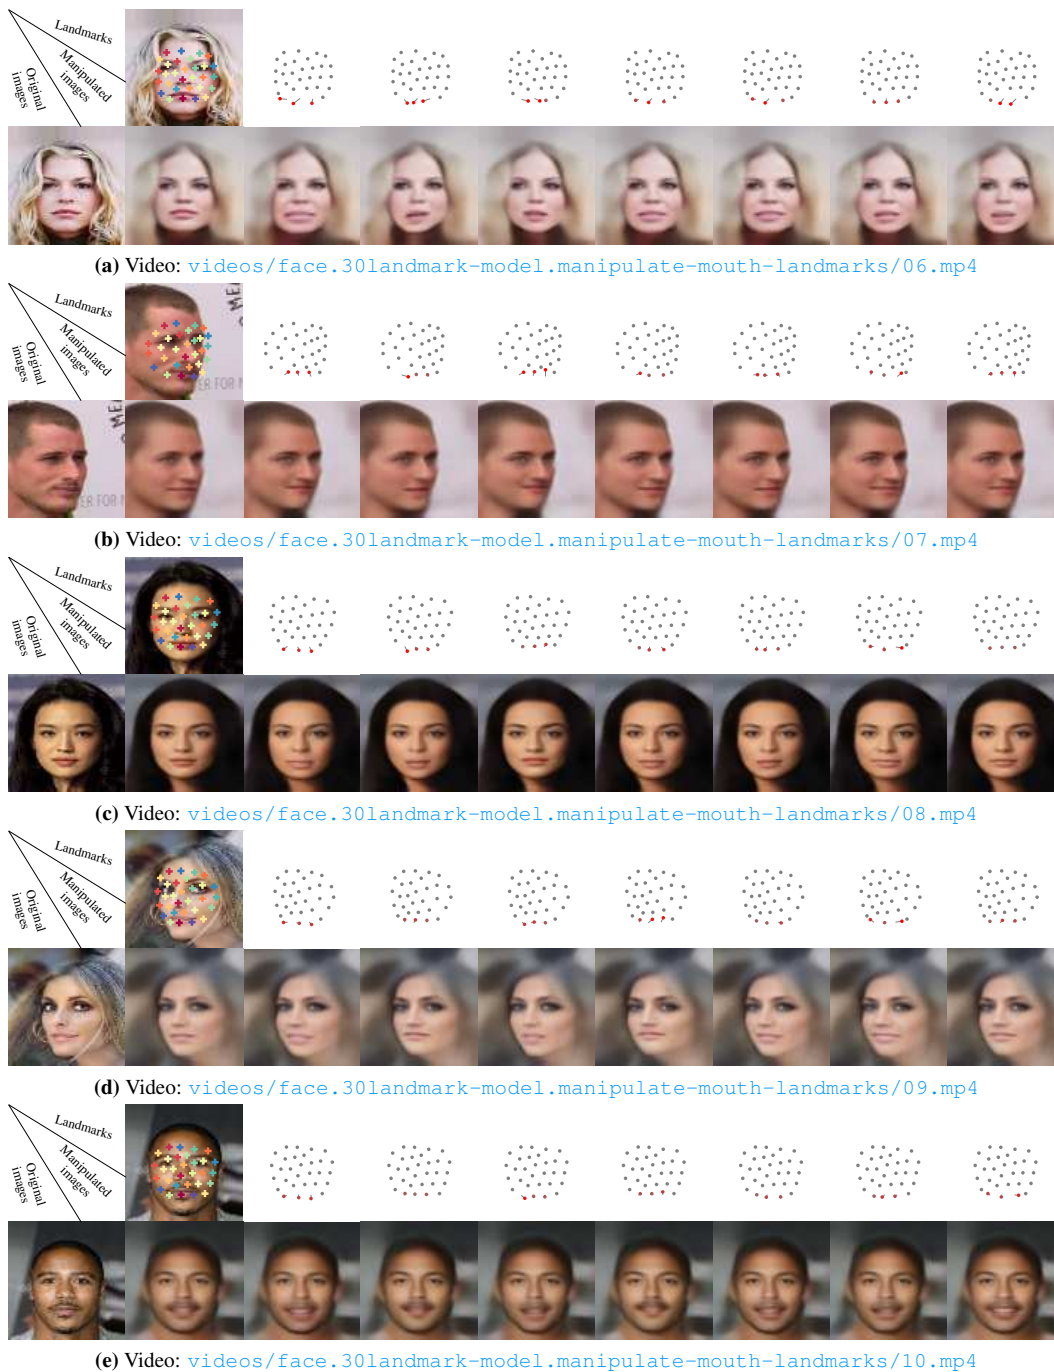 Landmarks
Manipulated
images
Original
images
(a) Video: videos/face.30landmark-model.manipulate-mouth-landmarks/06.mp4
Landmarks
Manipulated
images
Original
images
ER FOR
(b) Video: videos/face.30landmark-model.manipulate-mouth-landmarks/07.mp4
Landmarks
Manipulated
images
Original
images
(c) Video: videos/face.30landmark-model.manipulate-mouth-landmarks/08.mp4
Landmarks
Manipulated
images
Original
images
(d) Video: videos/face.30landmark-model.manipulate-mouth-landmarks/09.mp4
Landmarks
Manipulated
images
Original
images
(e) Video: videos/face.30landmark-model.manipulate-mouth-landmarks/10.mp4